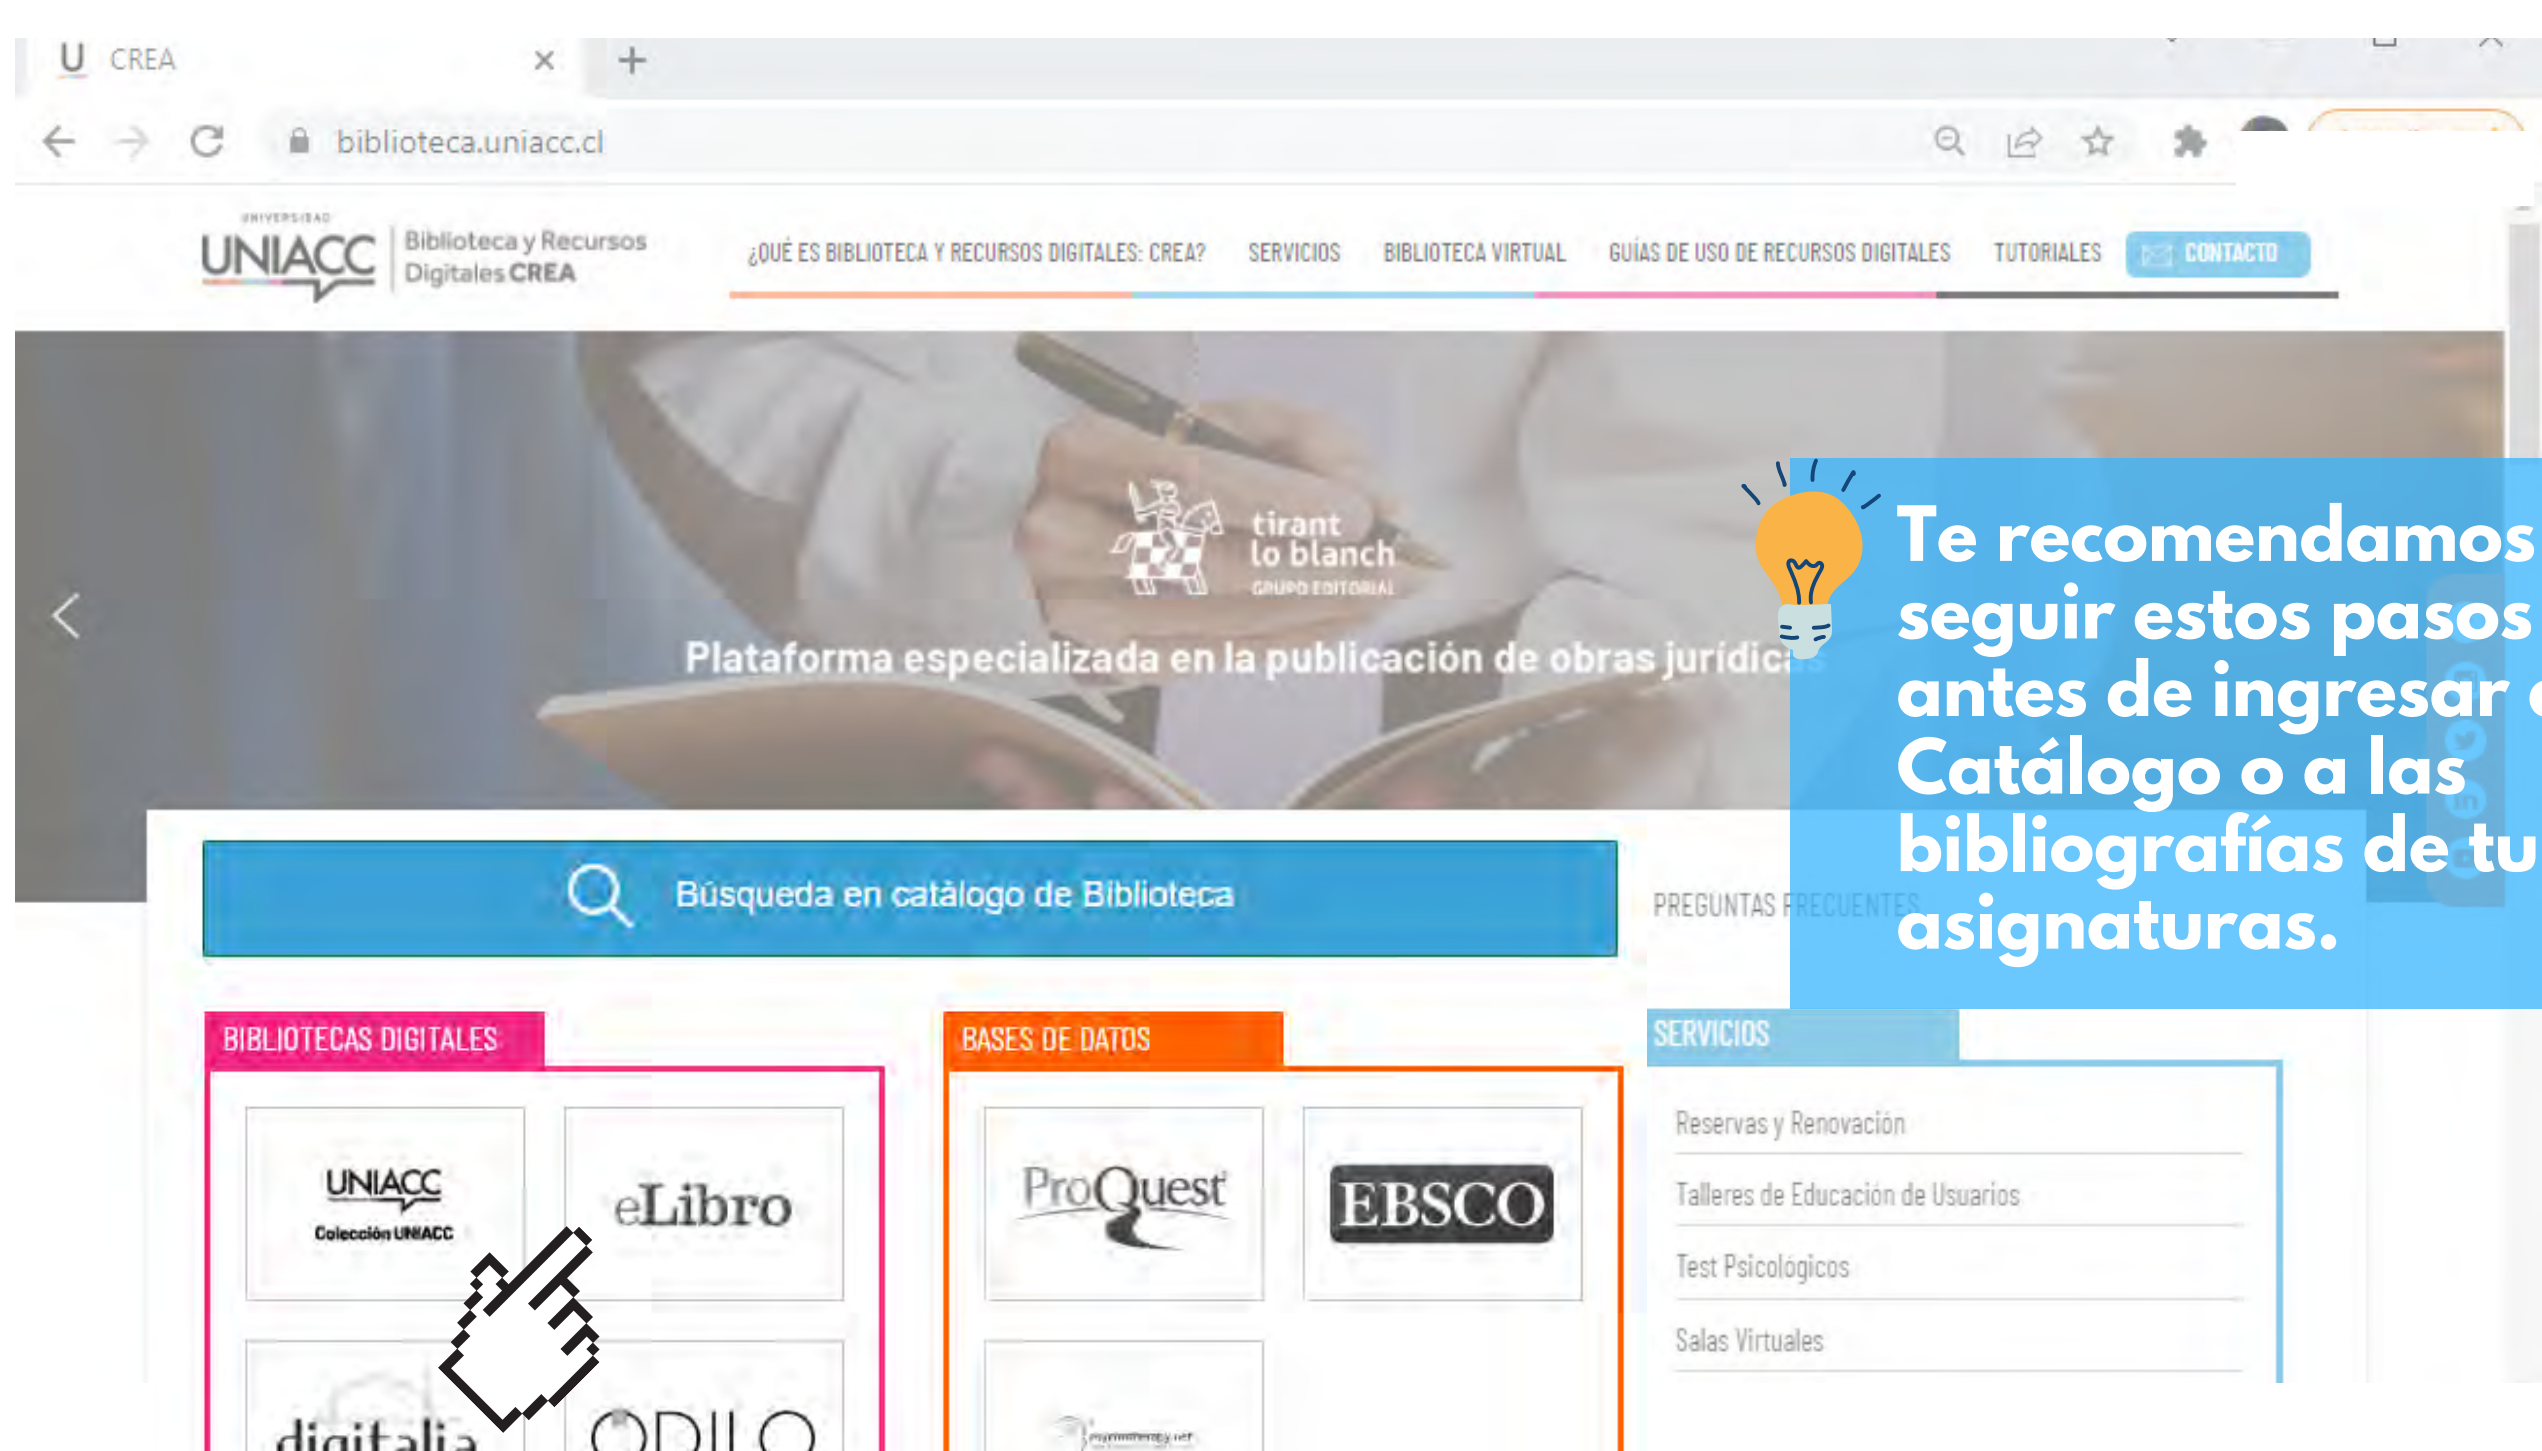 U CREA
biblioteca.uniacc.cl
UNIVERSIDAD
UNIACC
Biblioteca y Recursos
Digitales CREA
¿QUÉ ES BIBLIOTECA Y RECURSOS DIGITALES: CREA? SERVICIOS BIBLIOTECA VIRTUAL GUÍAS DE USO DE RECURSOS DIGITALES TUTORIALES CONTACTO
tirant
lo blanch
GRUPO EDITORIAL
Plataforma especializada en la publicación de obras jurídica
Te recomendamos
seguir estos pasos
antes de ingresar a
Catálogo o a las
bibliografías de tu
asignaturas.
Búsqueda en catálogo de Biblioteca
PREGUNTAS FRECUENTES
BIBLIOTECAS DIGITALES
UNIACC
Colección UNIACC
eLibro
digitalia
ODILO
BASES DE DATOS
ProQuest
EBSCO
psychotherapy.net
SERVICIOS
Reservas y Renovación
Talleres de Educación de Usuarios
Test Psicológicos
Salas Virtuales